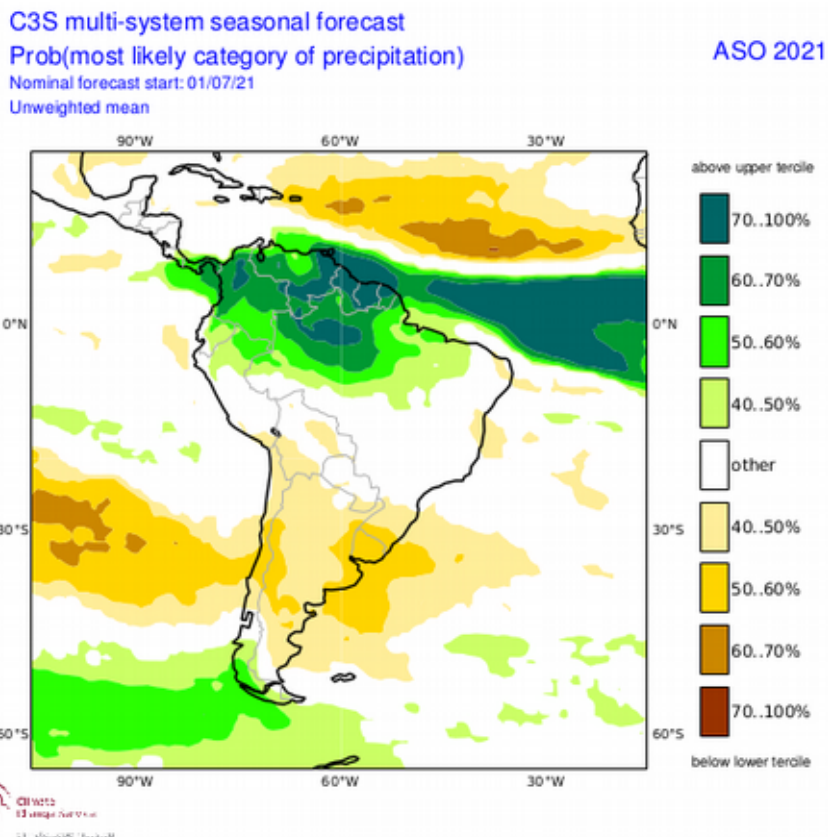 C3S multi-system seasonal forecast
Prob(most likely category of precipitation)
ASO 2021
Nominal forecast start: 01/07/21
Unweighted mean
90°W 60°W 30°W
above upper tercile
70..100%
60..70%
50..60%
0°N 0°N
40..50%
other
30°S 30°S
40..50%
50..60%
60..70%
70..100%
60°S
below lower tercile
90°W 60°W 30°W